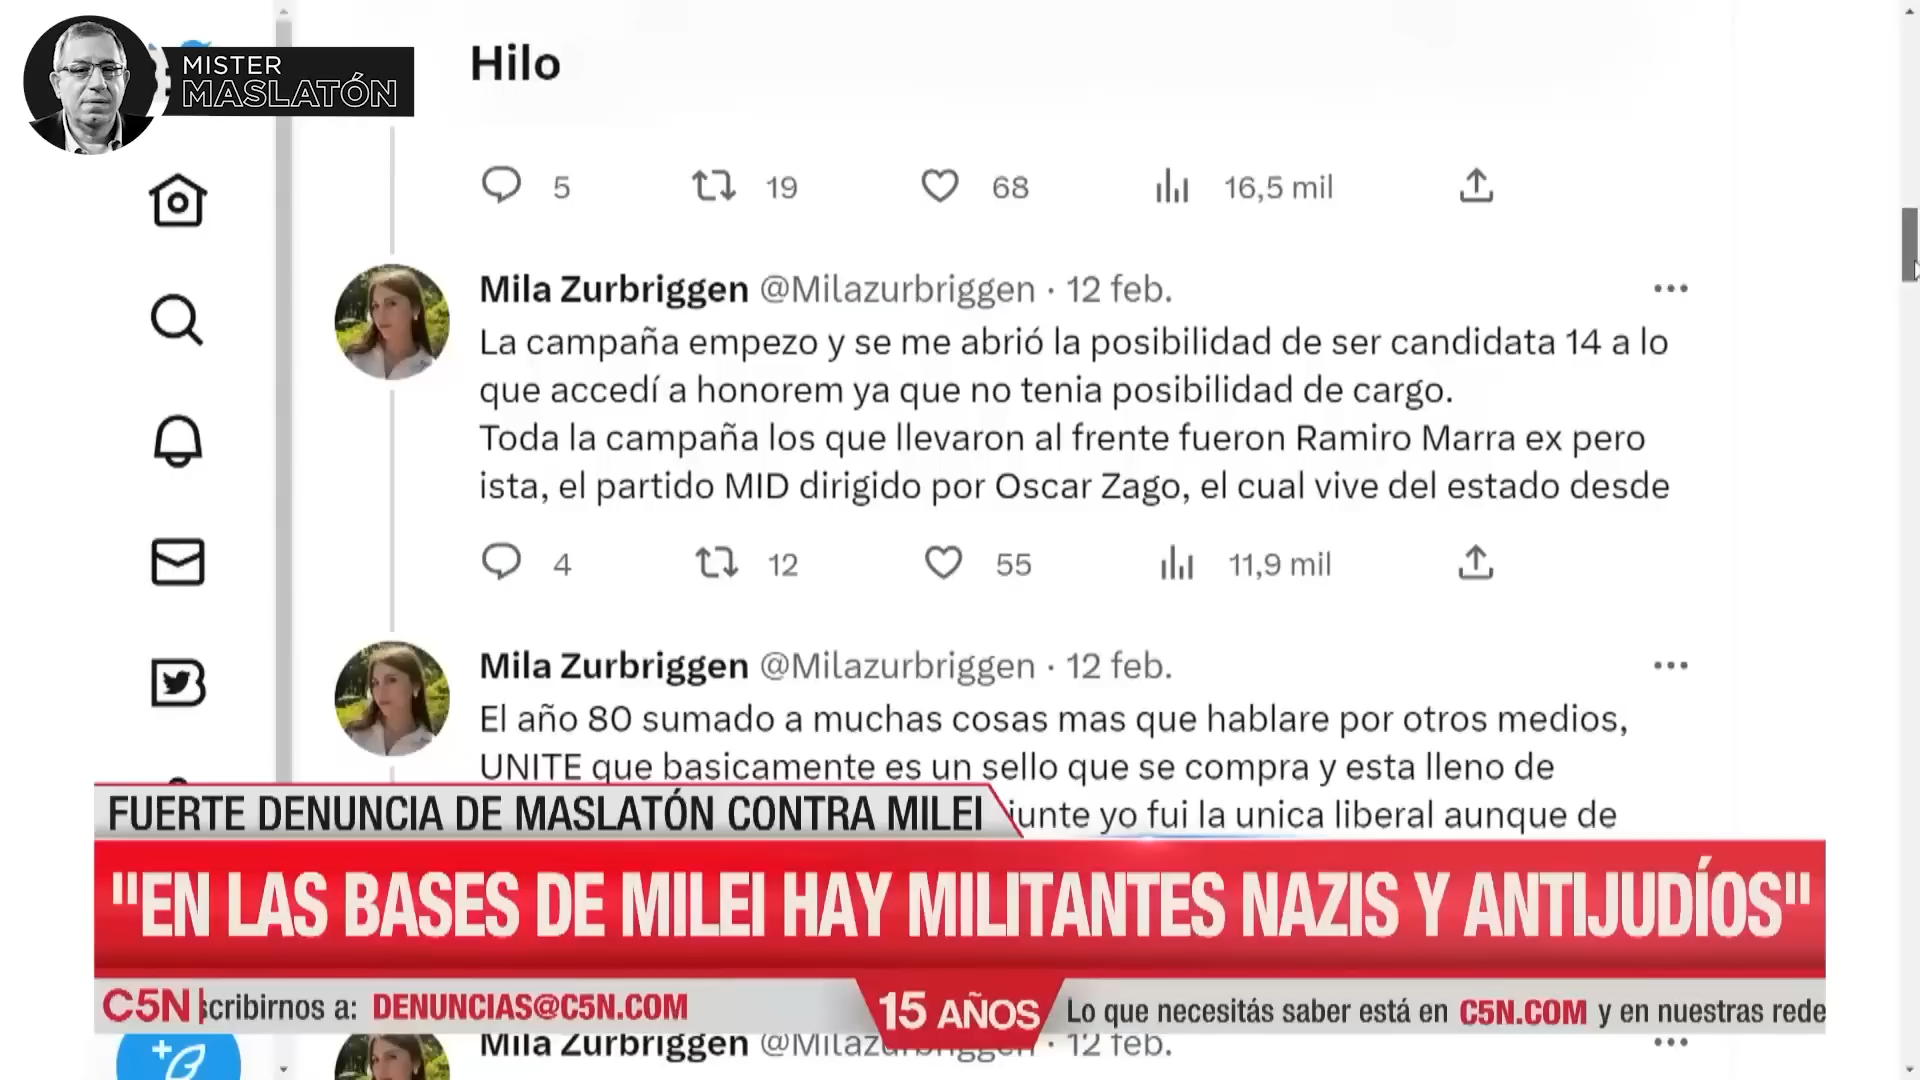 MISTER
MASLATÓN
Hilo
5 19 68 16,5 mil
Mila Zurbriggen @Milazurbriggen · 12 feb.
La campaña empezo y se me abrió la posibilidad de ser candidata 14 a lo
que accedí a honorem ya que no tenia posibilidad de cargo.
Toda la campaña los que llevaron al frente fueron Ramiro Marra ex pero
ista, el partido MID dirigido por Oscar Zago, el cual vive del estado desde
4 12 55 11,9 mil
Mila Zurbriggen @Milazurbriggen · 12 feb.
El año 80 sumado a muchas cosas mas que hablare por otros medios,
UNITE que basicamente es un sello que se compra y esta lleno de
junte yo fui la unica liberal aunque de
FUERTE DENUNCIA DE MASLATÓN CONTRA MILEI
"EN LAS BASES DE MILEI HAY MILITANTES NAZIS Y ANTIJUDÍOS"
C5N scribirnos a: DENUNCIAS@C5N.COM 15 AÑOS Lo que necesitás saber está en C5N.COM y en nuestras rede
Mila Zurbriggen @Milazurbriggen · 12 feb.